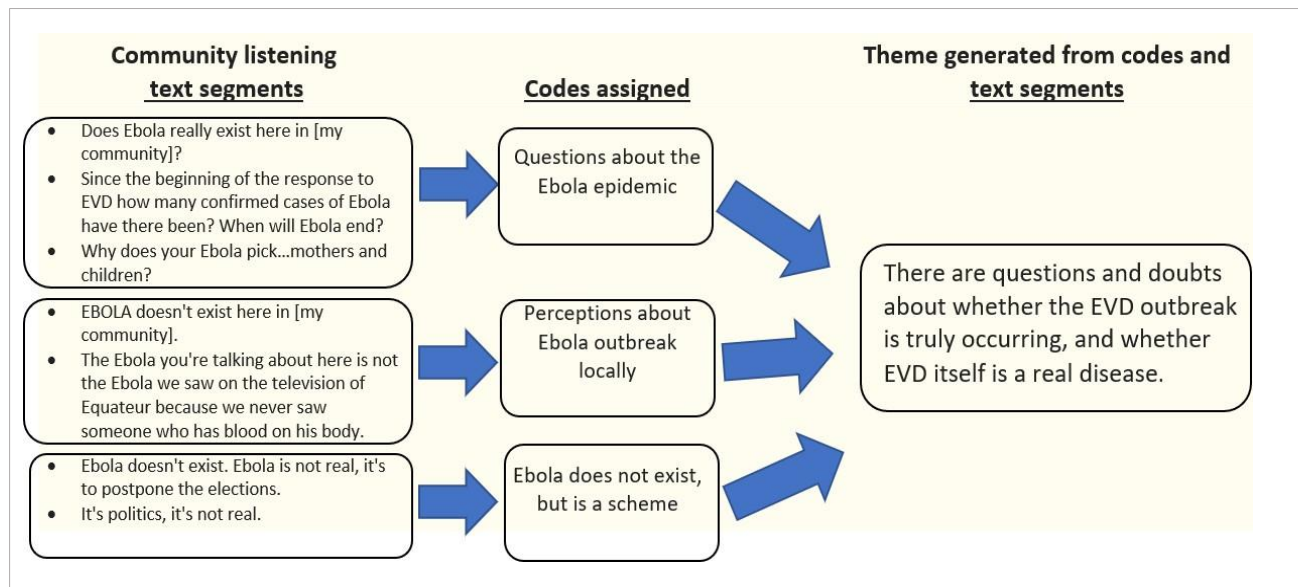 Community listening
text segments
Codes assigned
Theme generated from codes and
text segments
• Does Ebola really exist here in [my
community]?
• Since the beginning of the response to
EVD how many confirmed cases of Ebola
have there been? When will Ebola end?
• Why does your Ebola pick...mothers and
children?
Questions about the
Ebola epidemic
• EBOLA doesn't exist here in [my
community].
• The Ebola you're talking about here is not
the Ebola we saw on the television of
Equateur because we never saw
someone who has blood on his body.
Perceptions about
Ebola outbreak
locally
• Ebola doesn't exist. Ebola is not real, it's
to postpone the elections.
• It's politics, it's not real.
Ebola does not exist,
but is a scheme
There are questions and doubts
about whether the EVD outbreak
is truly occurring, and whether
EVD itself is a real disease.